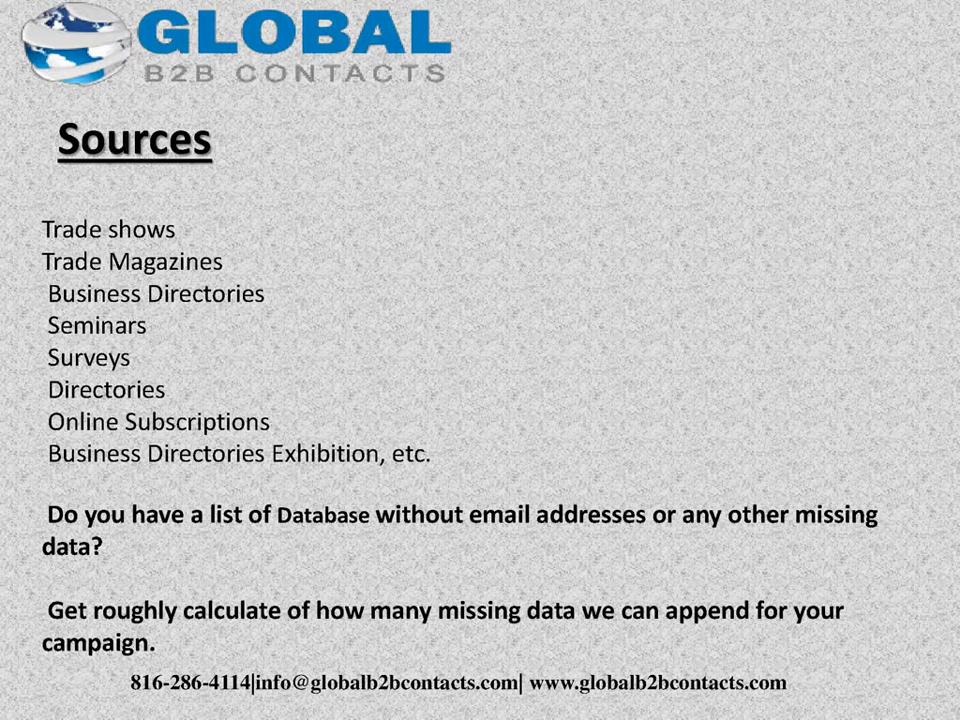 GLOBAL
B2B CONTACTS
Sources
Trade shows
Trade Magazines
Business Directories
Seminars
Surveys
Directories
Online Subscriptions
Business Directories Exhibition, etc.
Do you have a list of Database without email addresses or any other missing
data?
Get roughly calculate of how many missing data we can append for your
campaign.
816-286-4114|info@globalb2bcontacts.com| www.globalb2bcontacts.com